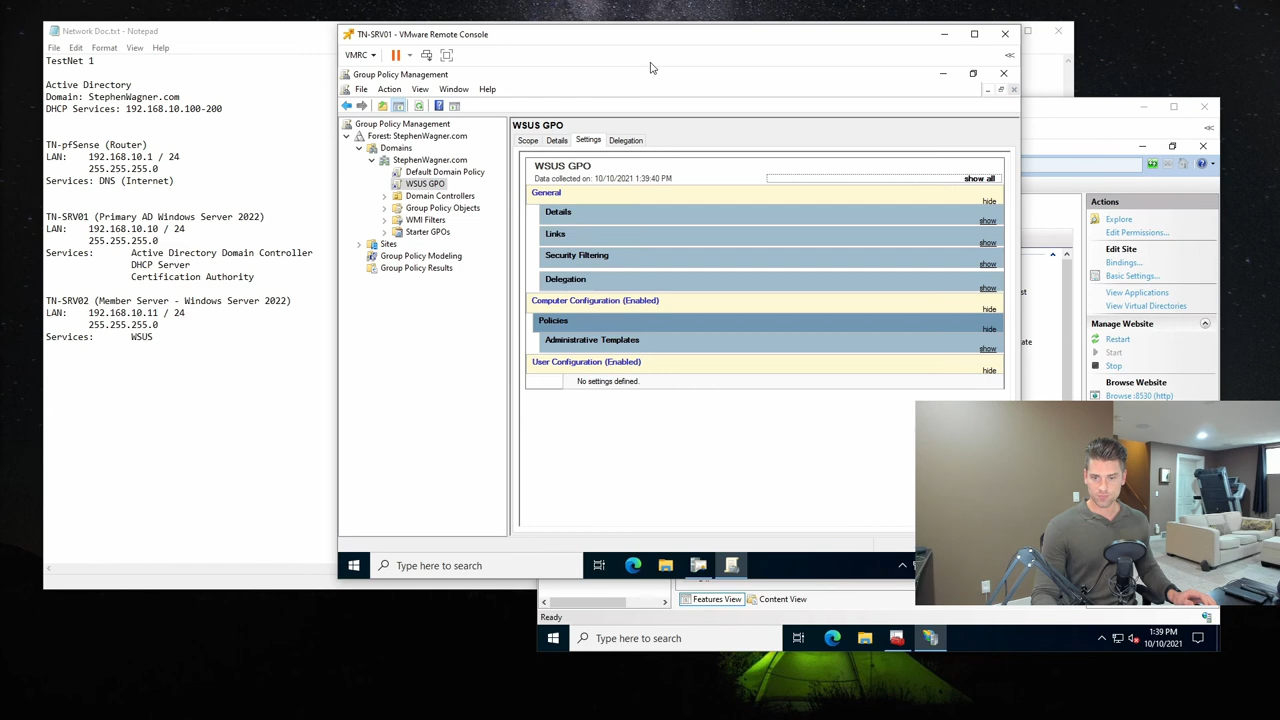 Network Doc.txt - Notepad
File Edit Format View Help
TestNet 1
Active Directory
Domain: StephenWagner.com
DHCP Services: 192.168.10.100-200
TN-pfSense (Router)
LAN: 192.168.10.1 / 24
255.255.255.0
Services: DNS (Internet)
TN-SRV01 (Primary AD Windows Server 2022)
LAN: 192.168.10.10 / 24
255.255.255.0
Services: Active Directory Domain Controller
DHCP Server
Certification Authority
TN-SRV02 (Member Server - Windows Server 2022)
LAN: 192.168.10.11 / 24
255.255.255.0
Services: WSUS
TN-SRV01 - VMware Remote Console
VMRC
Group Policy Management
File Action View Window Help
Group Policy Management
Forest: StephenWagner.com
Domains
StephenWagner.com
Default Domain Policy
WSUS GPO
Domain Controllers
Group Policy Objects
WMI Filters
Starter GPOs
Sites
Group Policy Modeling
Group Policy Results
WSUS GPO
Scope Details Settings Delegation
WSUS GPO
Data collected on: 10/10/2021 1:39:40 PM show all
General hide
Details show
Links show
Security Filtering show
Delegation show
Computer Configuration (Enabled) hide
Policies hide
Administrative Templates show
User Configuration (Enabled) hide
No settings defined.
Type here to search
Actions
Explore
Edit Permissions...
Edit Site
Bindings...
Basic Settings...
View Applications
View Virtual Directories
Manage Website
Restart
Start
Stop
Browse Website
Browse :8530 (http)
Features View Content View
Ready
Type here to search
1:39 PM
10/10/2021